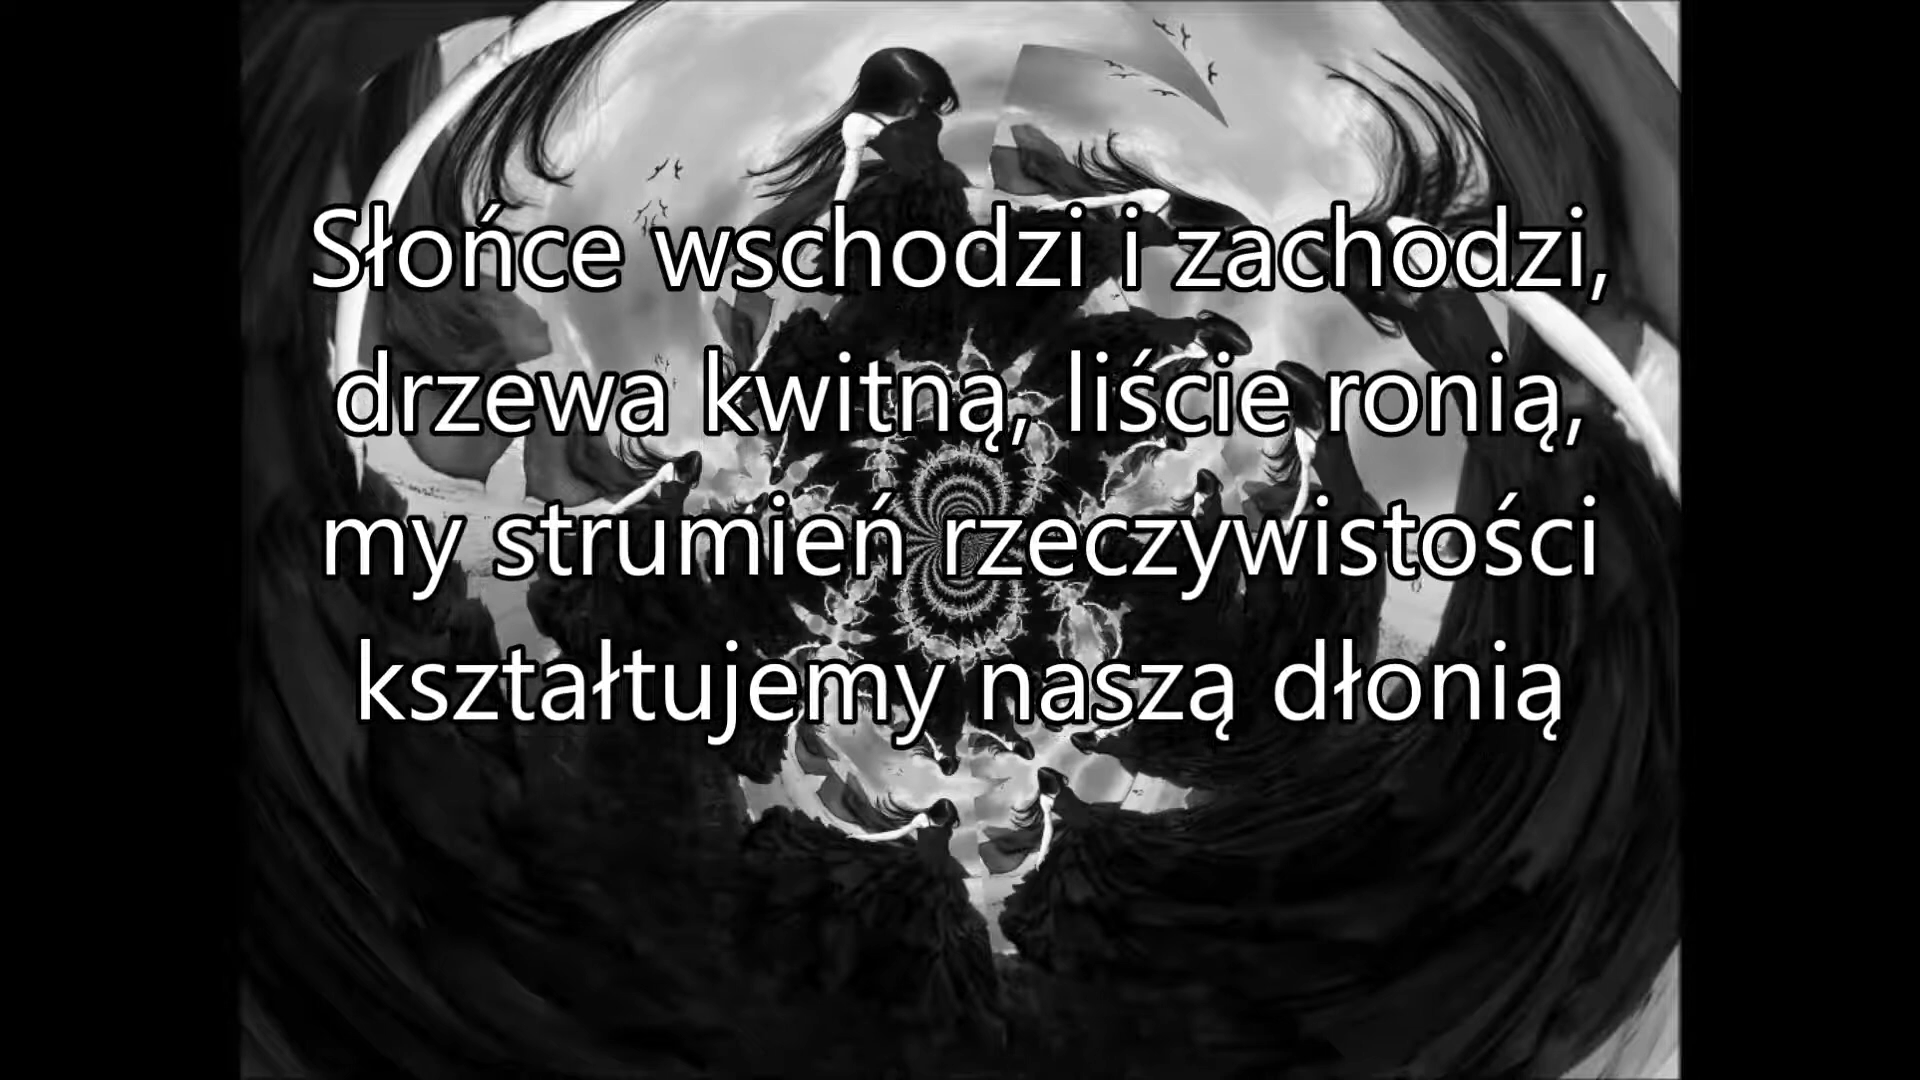 Słońce wschodzi i zachodzi,
drzewa kwitną, liście ronią,
my strumień rzeczywistości
kształtujemy naszą dłonią